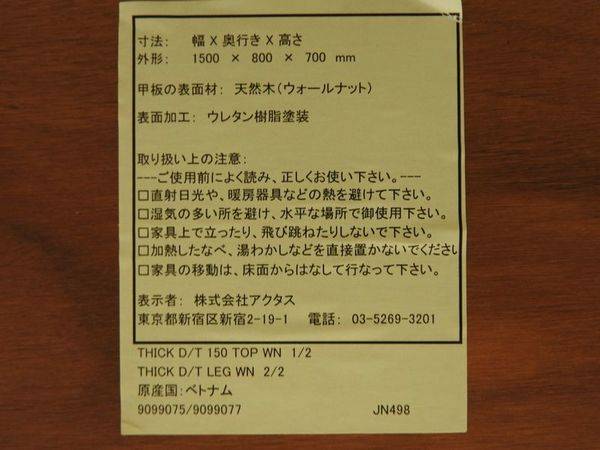 寸法： 幅 X 奥行き X 高さ
外形： 1500 × 800 × 700 mm
甲板の表面材： 天然木（ウォールナット）
表面加工： ウレタン樹脂塗装
取り扱い上の注意：
---ご使用前によく読み、正しくお使い下さい。---
□直射日光や、暖房器具などの熱を避けて下さい。
□湿気の多い所を避け、水平な場所で御使用下さい。
□家具上で立ったり、飛び跳ねたりしないで下さい。
□加熱したなべ、湯わかしなどを直接置かないでください
□家具の移動は、床面からはなして行なって下さい。
表示者： 株式会社アクタス
東京都新宿区新宿2-19-1 電話： 03-5269-3201
THICK D/T 150 TOP WN 1/2
THICK D/T LEG WN 2/2
原産国：ベトナム
9099075/9099077 JN498